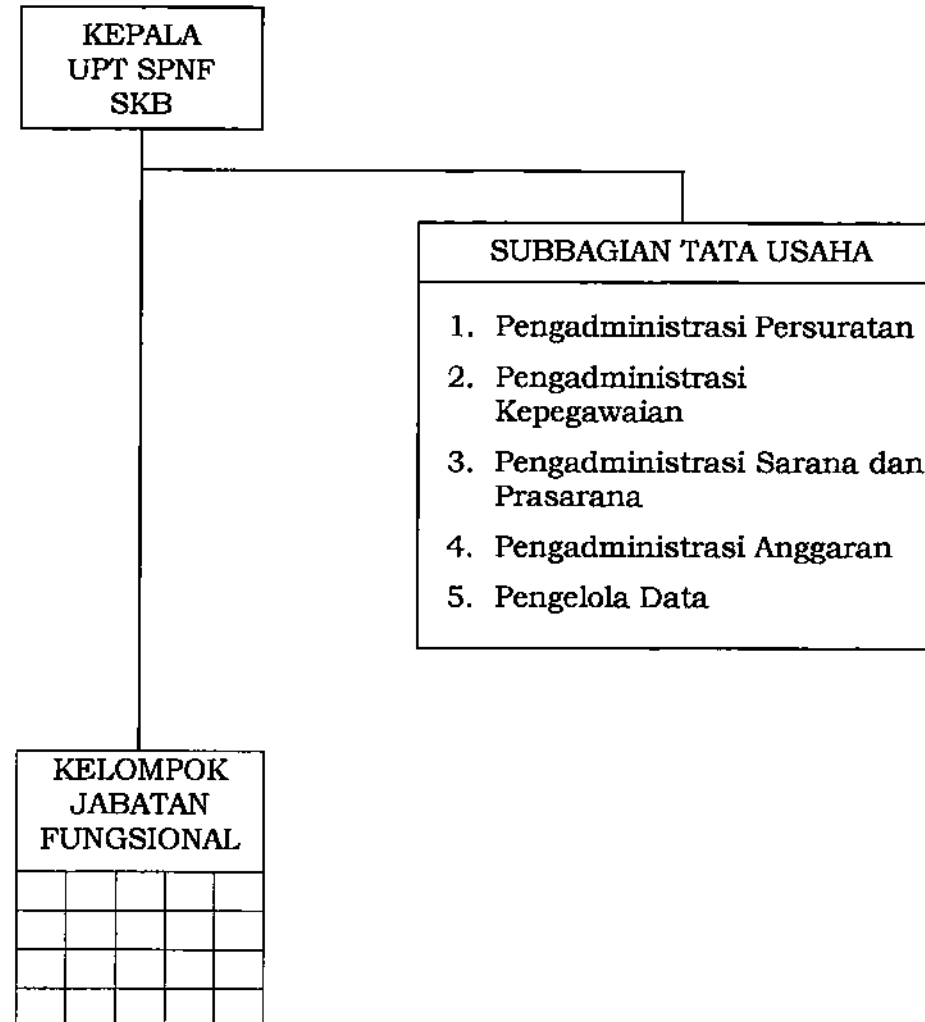 KEPALA
UPT SPNF
SKB
SUBBAGIAN TATA USAHA
1. Pengadministrasi Persuratan
2. Pengadministrasi
Kepegawaian
3. Pengadministrasi Sarana dan
Prasarana
4. Pengadministrasi Anggaran
5. Pengelola Data
KELOMPOK
JABATAN
FUNGSIONAL